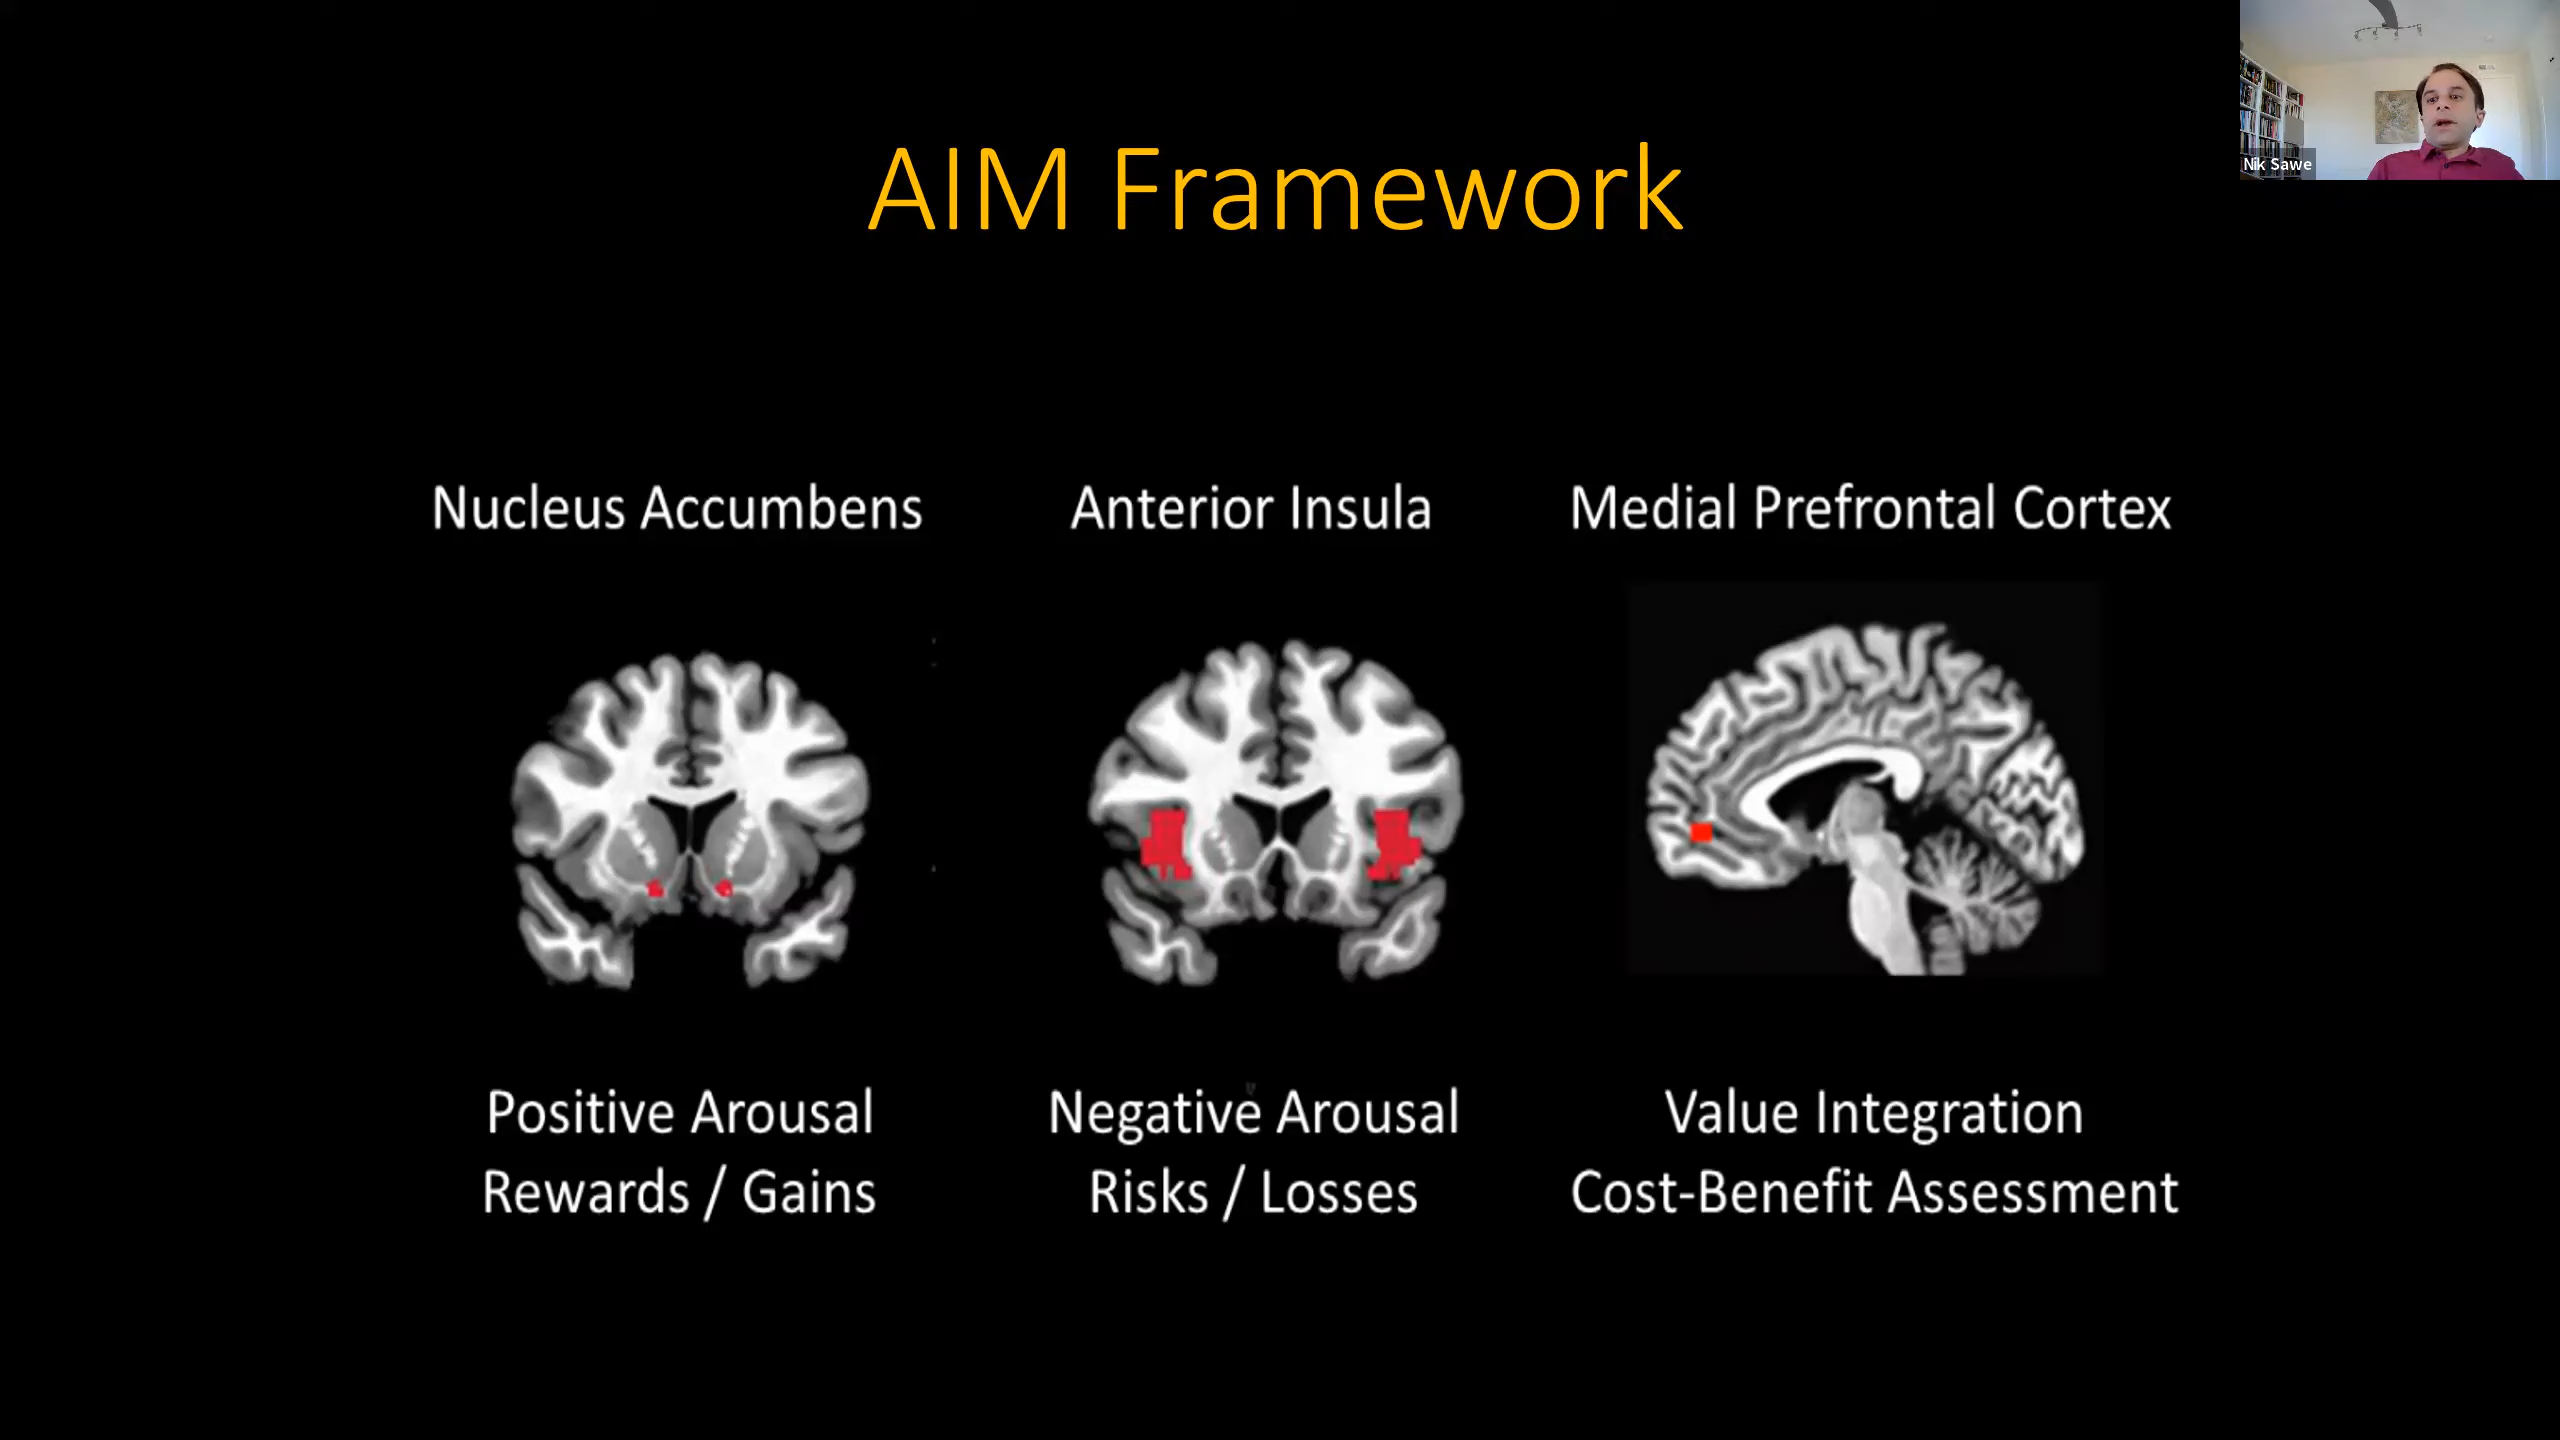 AIM Framework
Nik Sawe
Nucleus Accumbens
Anterior Insula
Medial Prefrontal Cortex
Positive Arousal
Rewards / Gains
Negative Arousal
Risks / Losses
Value Integration
Cost-Benefit Assessment